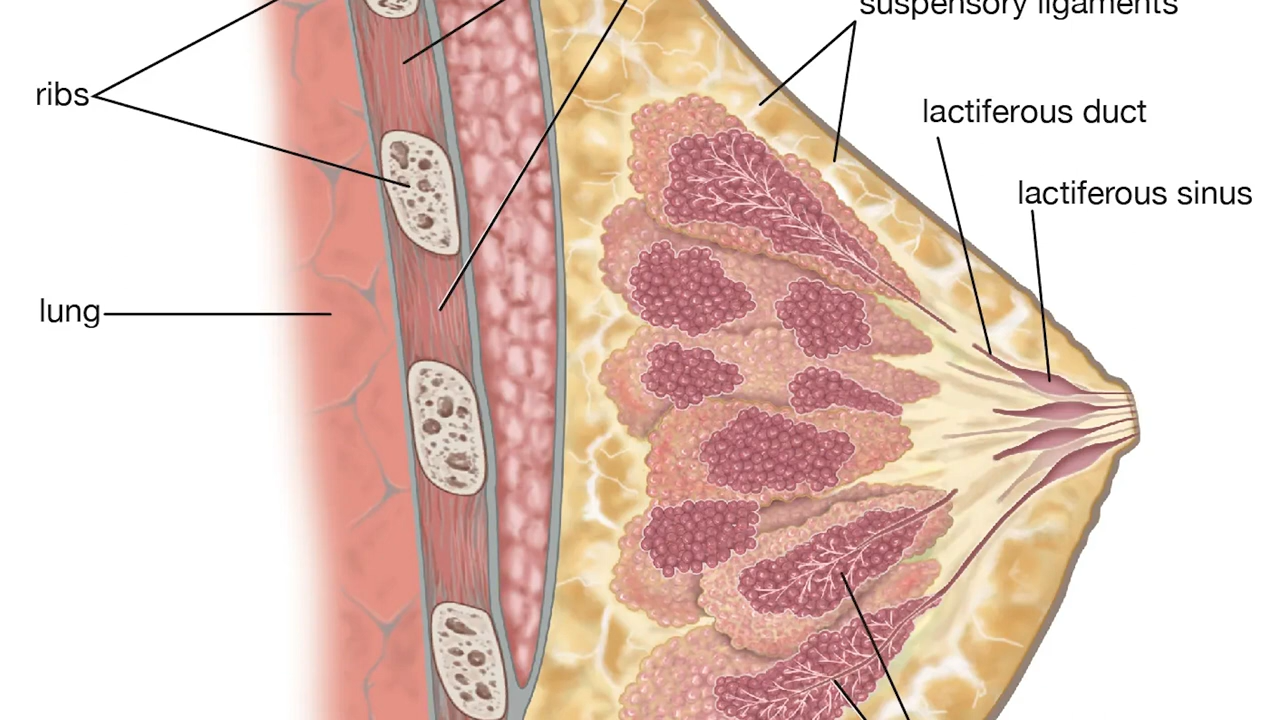 suspensory ligaments
ribs
lactiferous duct
lactiferous sinus
lung